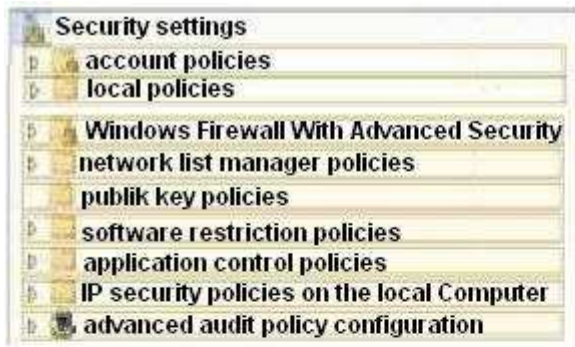 Security settings
account policies
local policies
Windows Firewall With Advanced Security
network list manager policies
publik key policies
software restriction policies
application control policies
IP security policies on the local Computer
advanced audit policy configuration